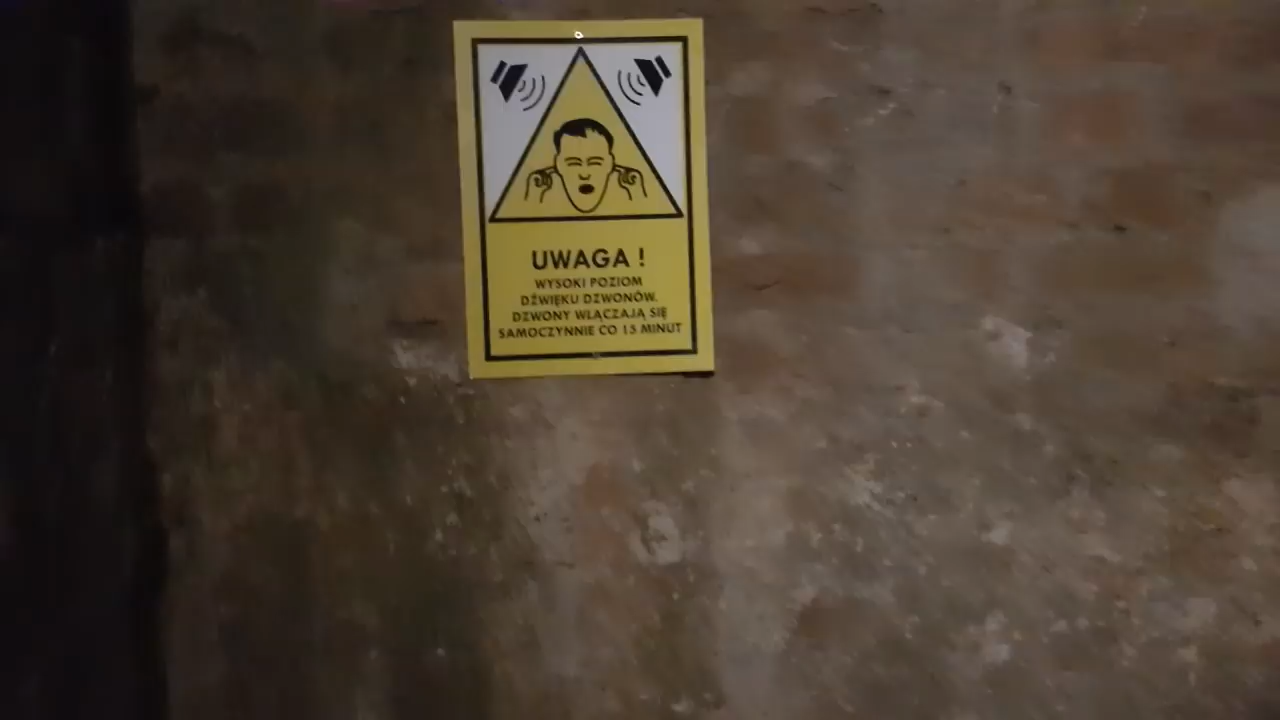 UWAGA !
WYSOKI POZIOM
DŹWIĘKU DZWONÓW.
DZWONY WŁĄCZAJĄ SIĘ
SAMOCZYNNIE CO 15 MINUT